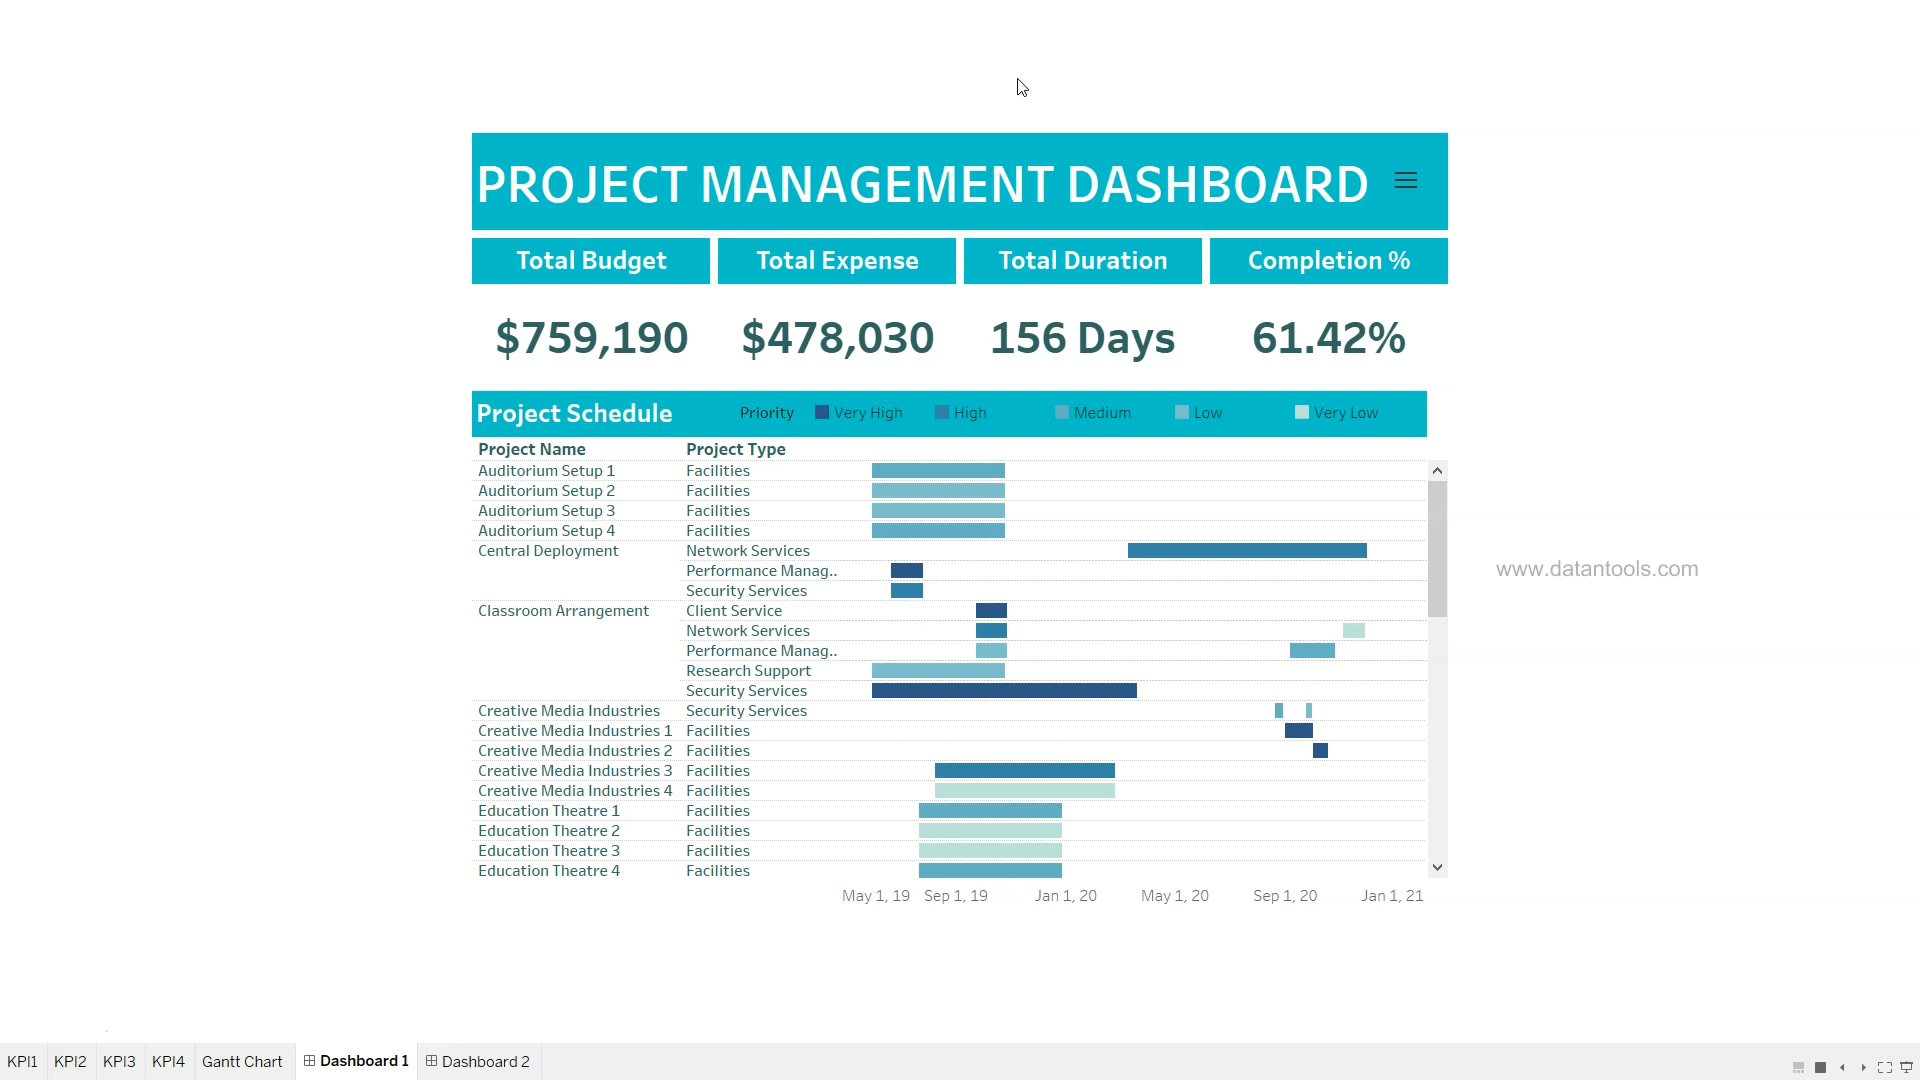 PROJECT MANAGEMENT DASHBOARD
Total Budget Total Expense Total Duration Completion %
$759,190 $478,030 156 Days 61.42%
Project Schedule Priority Very High High Medium Low Very Low
Project Name Project Type
Auditorium Setup 1 Facilities
Auditorium Setup 2 Facilities
Auditorium Setup 3 Facilities
Auditorium Setup 4 Facilities
Central Deployment Network Services
Performance Manag..
Security Services
Classroom Arrangement Client Service
Network Services
Performance Manag..
Research Support
Security Services
Creative Media Industries Security Services
Creative Media Industries 1 Facilities
Creative Media Industries 2 Facilities
Creative Media Industries 3 Facilities
Creative Media Industries 4 Facilities
Education Theatre 1 Facilities
Education Theatre 2 Facilities
Education Theatre 3 Facilities
Education Theatre 4 Facilities
May 1, 19 Sep 1, 19 Jan 1, 20 May 1, 20 Sep 1, 20 Jan 1, 21
www.datantools.com
KPI1 KPI2 KPI3 KPI4 Gantt Chart Dashboard 1 Dashboard 2